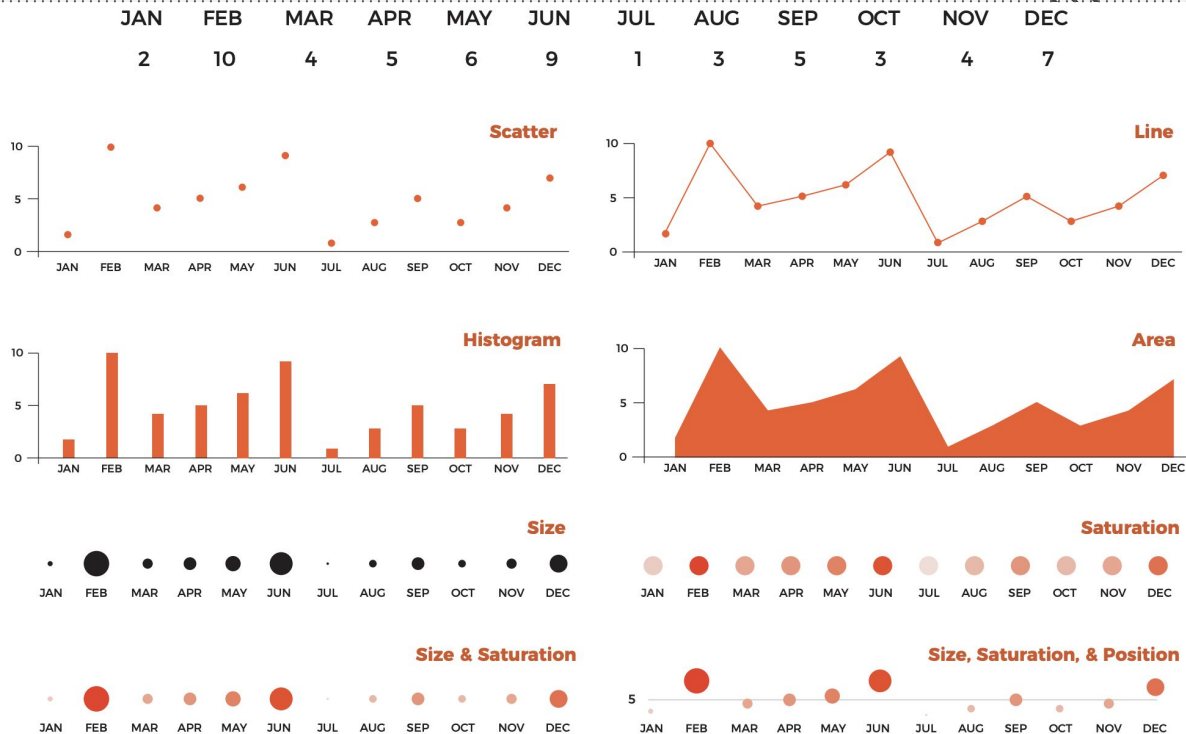 JAN FEB MAR APR MAY JUN JUL AUG SEP OCT NOV DEC
2 10 4 5 6 9 1 3 5 3 4 7
Scatter
10
5
0
JAN FEB MAR APR MAY JUN JUL AUG SEP OCT NOV DEC
Line
10
5
0
JAN FEB MAR APR MAY JUN JUL AUG SEP OCT NOV DEC
Histogram
10
5
0
JAN FEB MAR APR MAY JUN JUL AUG SEP OCT NOV DEC
Area
10
5
0
JAN FEB MAR APR MAY JUN JUL AUG SEP OCT NOV DEC
Size
JAN FEB MAR APR MAY JUN JUL AUG SEP OCT NOV DEC
Saturation
JAN FEB MAR APR MAY JUN JUL AUG SEP OCT NOV DEC
Size & Saturation
JAN FEB MAR APR MAY JUN JUL AUG SEP OCT NOV DEC
Size, Saturation, & Position
5
JAN FEB MAR APR MAY JUN JUL AUG SEP OCT NOV DEC